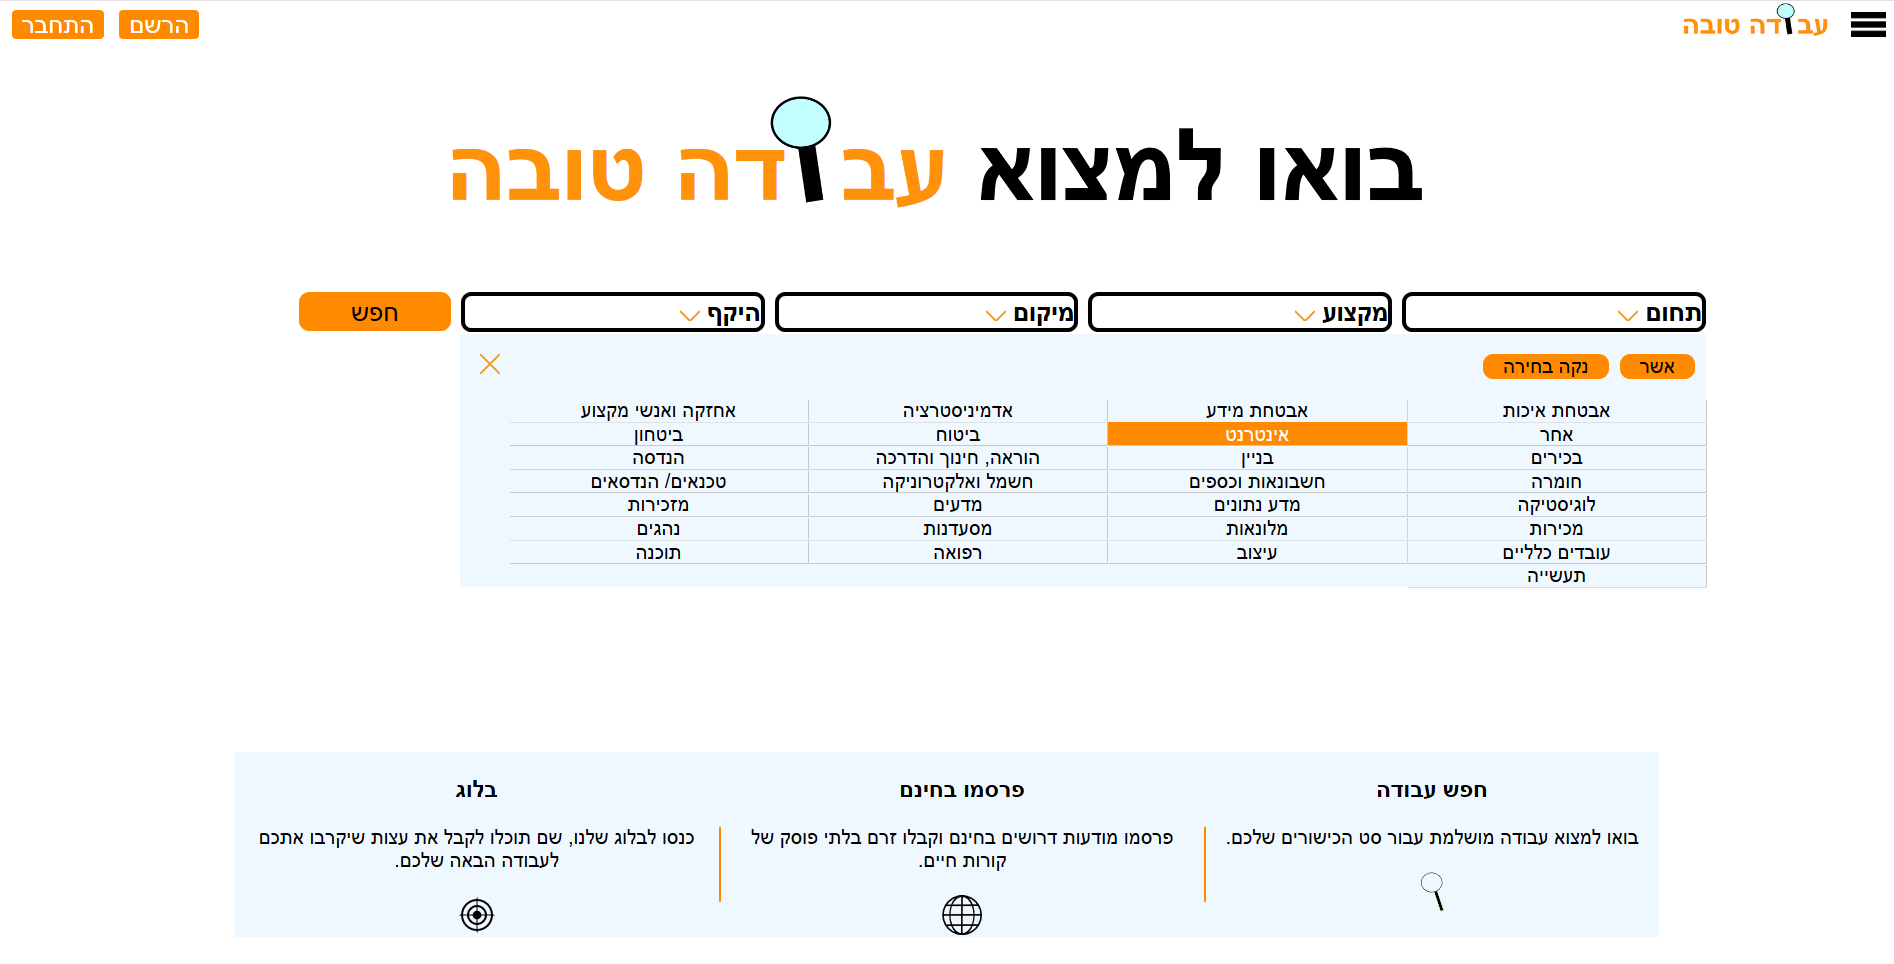 עבודה טובה
הרשם
התחבר
בואו למצוא עבודה טובה
תחום
מקצוע
מיקום
היקף
חפש
אשר
נקה בחירה
אבטחת איכות
אבטחת מידע
אדמיניסטרציה
אחזקה ואנשי מקצוע
אחר
אינטרנט
ביטוח
ביטחון
בכירים
בניין
הוראה, חינוך והדרכה
הנדסה
חומרה
חשבונאות וכספים
חשמל ואלקטרוניקה
טכנאים/ הנדסאים
לוגיסטיקה
מדע נתונים
מדעים
מזכירות
מכירות
מלונאות
מסעדנות
נהגים
עובדים כלליים
עיצוב
רפואה
תוכנה
תעשייה
חפש עבודה
בואו למצוא עבודה מושלמת עבור סט הכישורים שלכם.
פרסמו בחינם
פרסמו מודעות דרושים בחינם וקבלו זרם בלתי פוסק של
קורות חיים.
בלוג
כנסו לבלוג שלנו, שם תוכלו לקבל את עצות שיקרבו אתכם
לעבודה הבאה שלכם.